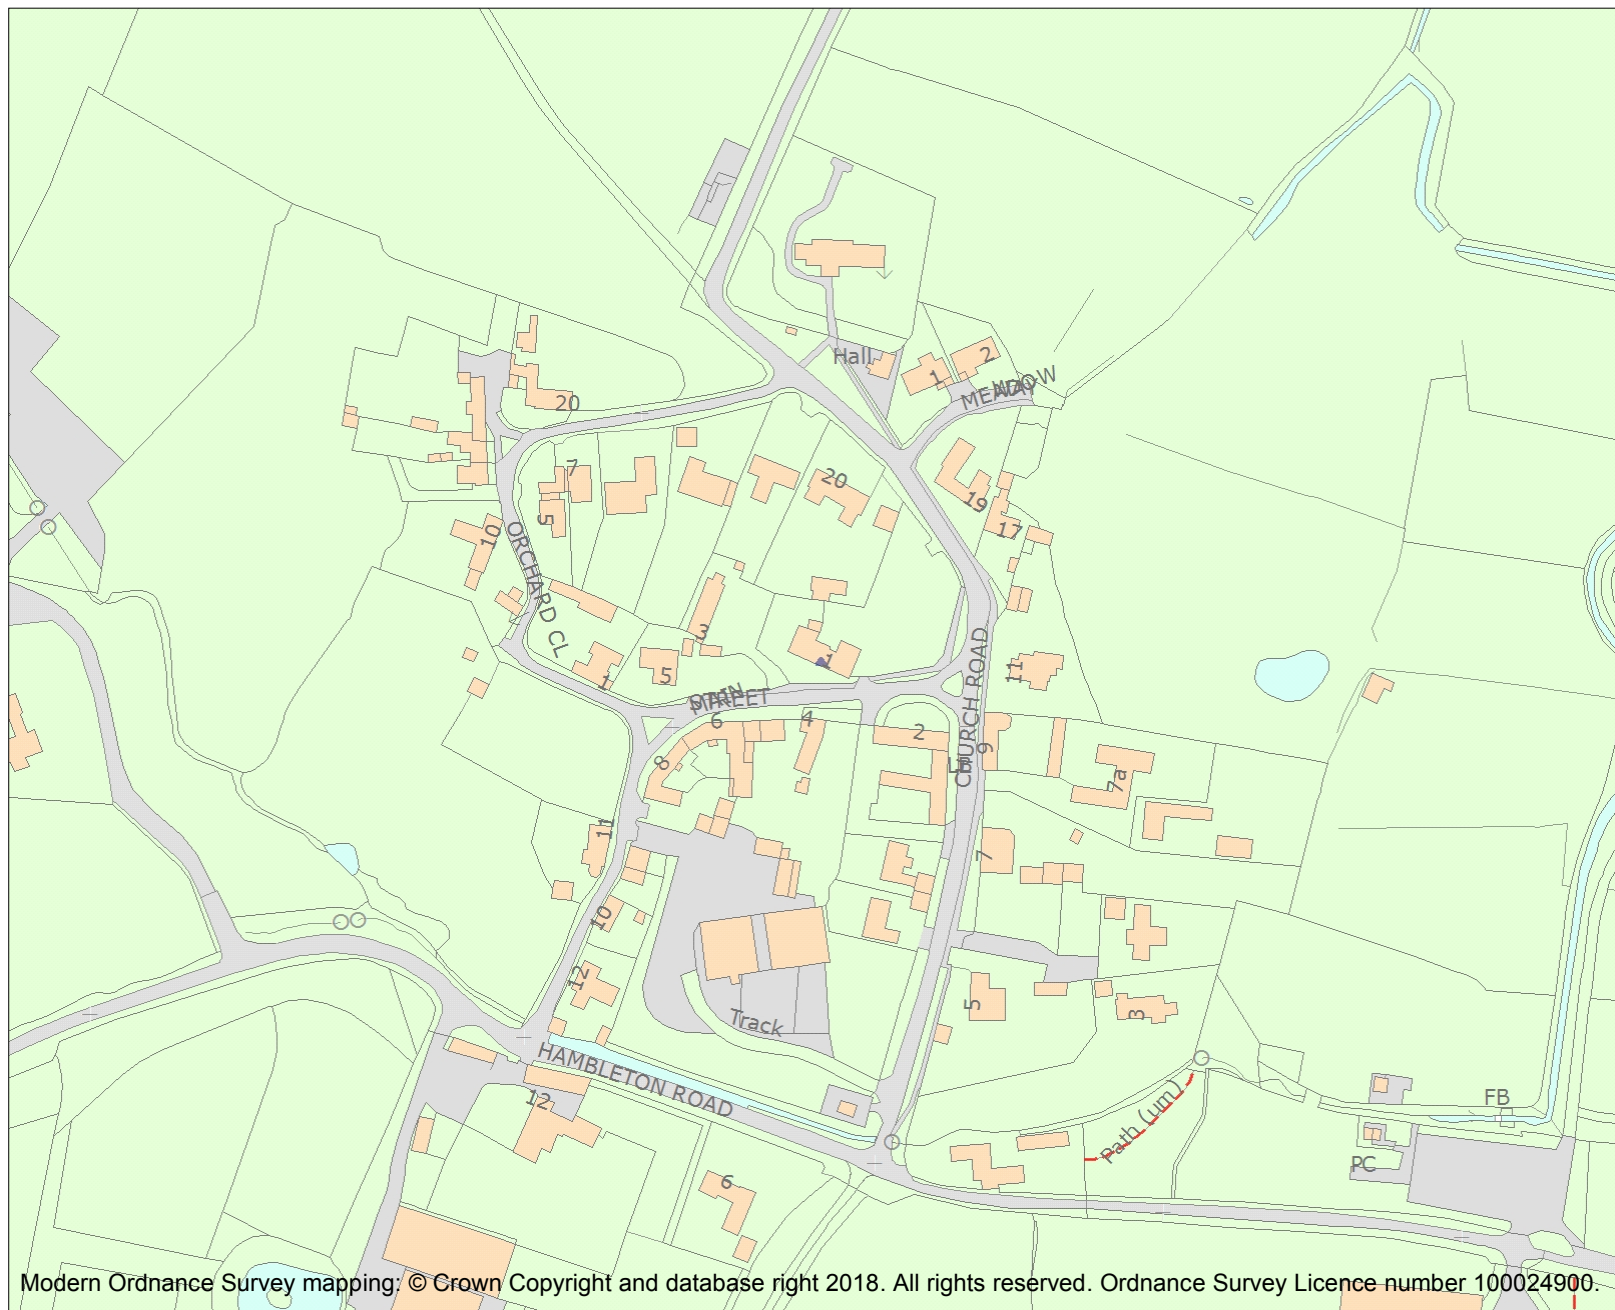 Hall
2
1
MEADOW
WAY
20
7
20
19
17
5
10
ORCHARD CL
3
1
CHURCH ROAD
11
5
1
MAIN
STREET
6
4
2
9
8
LB
7a
11
7
10
12
5
3
Track
HAMBLETON ROAD
12
Path (um)
FB
PC
6
Modern Ordnance Survey mapping: © Crown Copyright and database right 2018. All rights reserved. Ordnance Survey Licence number 100024900.